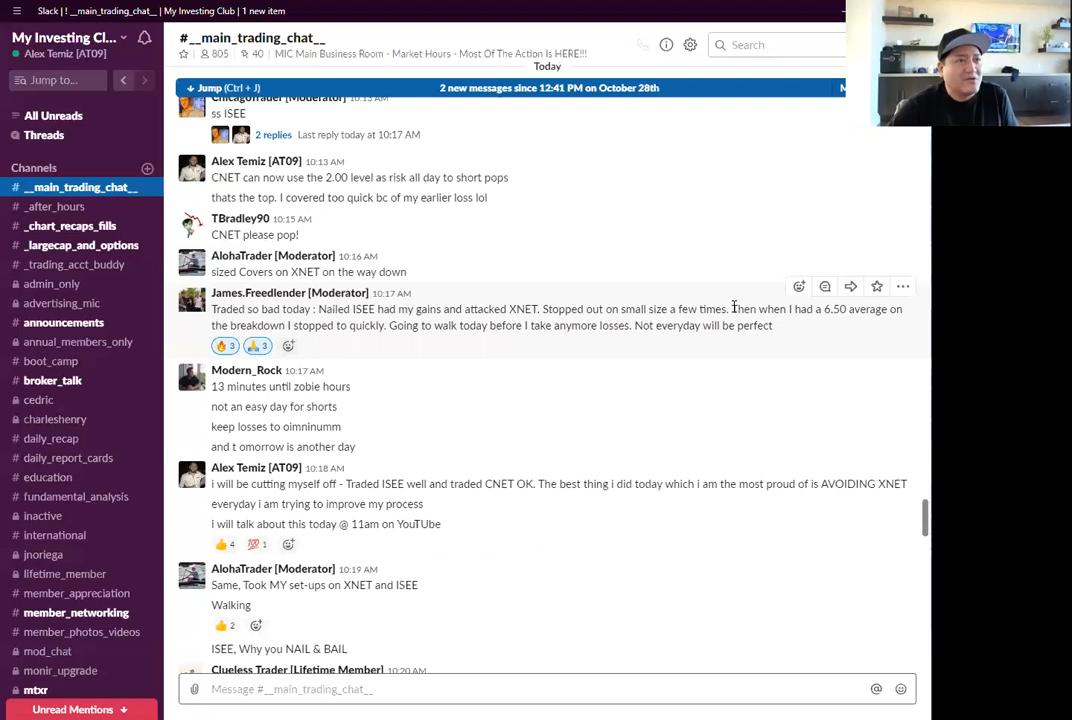 Slack | ! __main_trading_chat__ | My Investing Club | 1 new item
My Investing Cl...
Alex Temiz [AT09]
Jump to...
All Unreads
Threads
Channels
# __main_trading_chat__
# _after_hours
# _chart_recaps_fills
# _largecap_and_options
# _trading_acct_buddy
admin_only
# advertising_mic
# announcements
annual_members_only
# boot_camp
# broker_talk
cedric
charleshenry
# daily_recap
# daily_report_cards
# education
# fundamental_analysis
inactive
# international
jnoriega
lifetime_member
# member_appreciation
# member_networking
# member_photos_videos
mod_chat
monir_upgrade
# mtxr
Unread Mentions
#__main_trading_chat__
805
40
MIC Main Business Room - Market Hours - Most Of The Action Is HERE!!!
Search
Today
Jump (Ctrl + J)
2 new messages since 12:41 PM on October 28th
ChicagoTrader [Moderator] 10:13 AM
ss ISEE
2 replies Last reply today at 10:17 AM
Alex Temiz [AT09] 10:13 AM
CNET can now use the 2.00 level as risk all day to short pops
thats the top. I covered too quick bc of my earlier loss lol
TBradley90 10:15 AM
CNET please pop!
AlohaTrader [Moderator] 10:16 AM
sized Covers on XNET on the way down
James.Freedlender [Moderator] 10:17 AM
Traded so bad today : Nailed ISEE had my gains and attacked XNET. Stopped out on small size a few times. Then when I had a 6.50 average on
the breakdown I stopped to quickly. Going to walk today before I take anymore losses. Not everyday will be perfect
3 3
Modern_Rock 10:17 AM
13 minutes until zobie hours
not an easy day for shorts
keep losses to oimninumm
and t omorrow is another day
Alex Temiz [AT09] 10:18 AM
i will be cutting myself off - Traded ISEE well and traded CNET OK. The best thing i did today which i am the most proud of is AVOIDING XNET
everyday i am trying to improve my process
i will talk about this today @ 11am on YouTUbe
4 1
AlohaTrader [Moderator] 10:19 AM
Same, Took MY set-ups on XNET and ISEE
Walking
2
ISEE, Why you NAIL & BAIL
Clueless Trader [Lifetime Member] 10:20 AM
Message #__main_trading_chat__